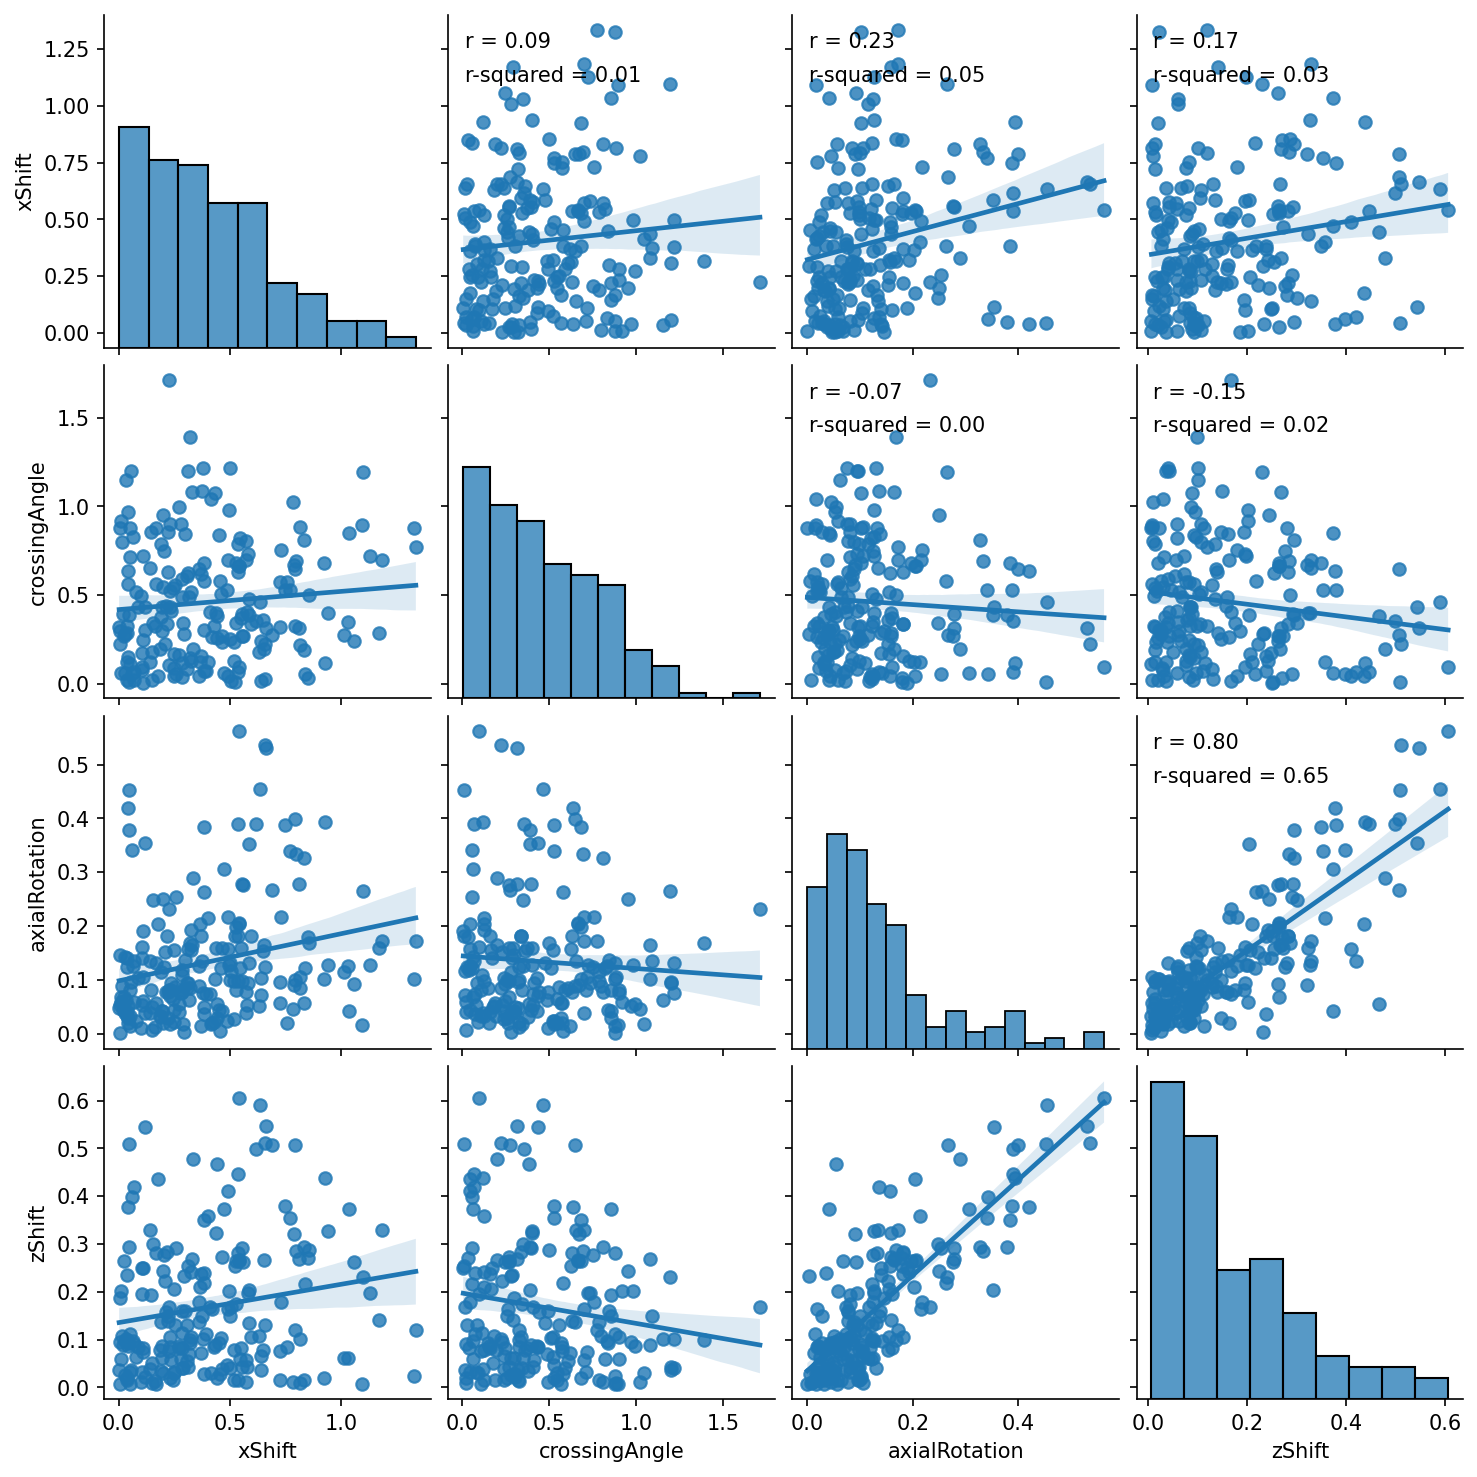 xShift
1.25
1.00
0.75
0.50
0.25
0.00
r = 0.09
r-squared = 0.01
r = 0.23
r-squared = 0.05
r = 0.17
r-squared = 0.03
crossingAngle
1.5
1.0
0.5
0.0
r = -0.07
r-squared = 0.00
r = -0.15
r-squared = 0.02
axialRotation
0.5
0.4
0.3
0.2
0.1
0.0
r = 0.80
r-squared = 0.65
zShift
0.6
0.5
0.4
0.3
0.2
0.1
0.0
0.0 0.5 1.0
xShift
0.0 0.5 1.0 1.5
crossingAngle
0.0 0.2 0.4
axialRotation
0.0 0.2 0.4 0.6
zShift